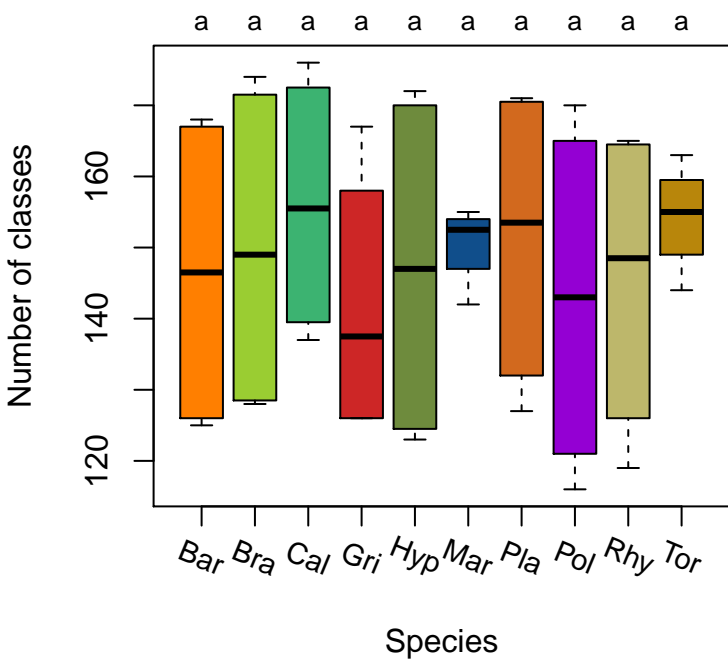 a a a a a a a a a a
Number of classes
160
140
120
Bar Bra Cal Gri Hyp Mar Pla Pol Rhy Tor
Species